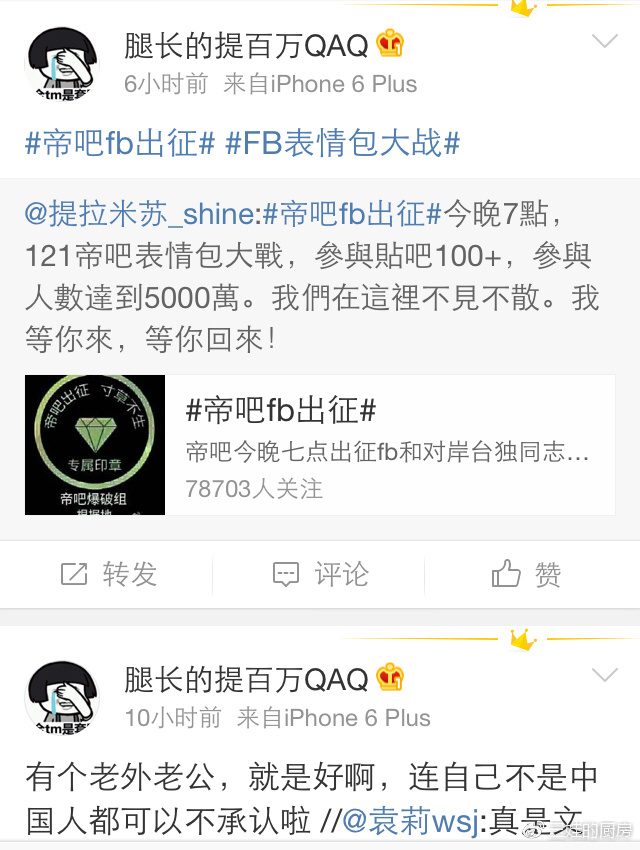 腿长的提百万QAQ
6小时前 来自iPhone 6 Plus
#帝吧fb出征# #FB表情包大战#
@提拉米苏_shine:#帝吧fb出征#今晚7點，
121帝吧表情包大戰，參與貼吧100+，參與
人數達到5000萬。我們在這裡不見不散。我
等你來，等你回來！
帝吧出征 寸草不生
专属印章
帝吧爆破组
#帝吧fb出征#
帝吧今晚七点出征fb和对岸台独同志…
78703人关注
转发 评论 赞
腿长的提百万QAQ
10小时前 来自iPhone 6 Plus
有个老外老公，就是好啊，连自己不是中
国人都可以不承认啦 //@袁莉wsj:真是文